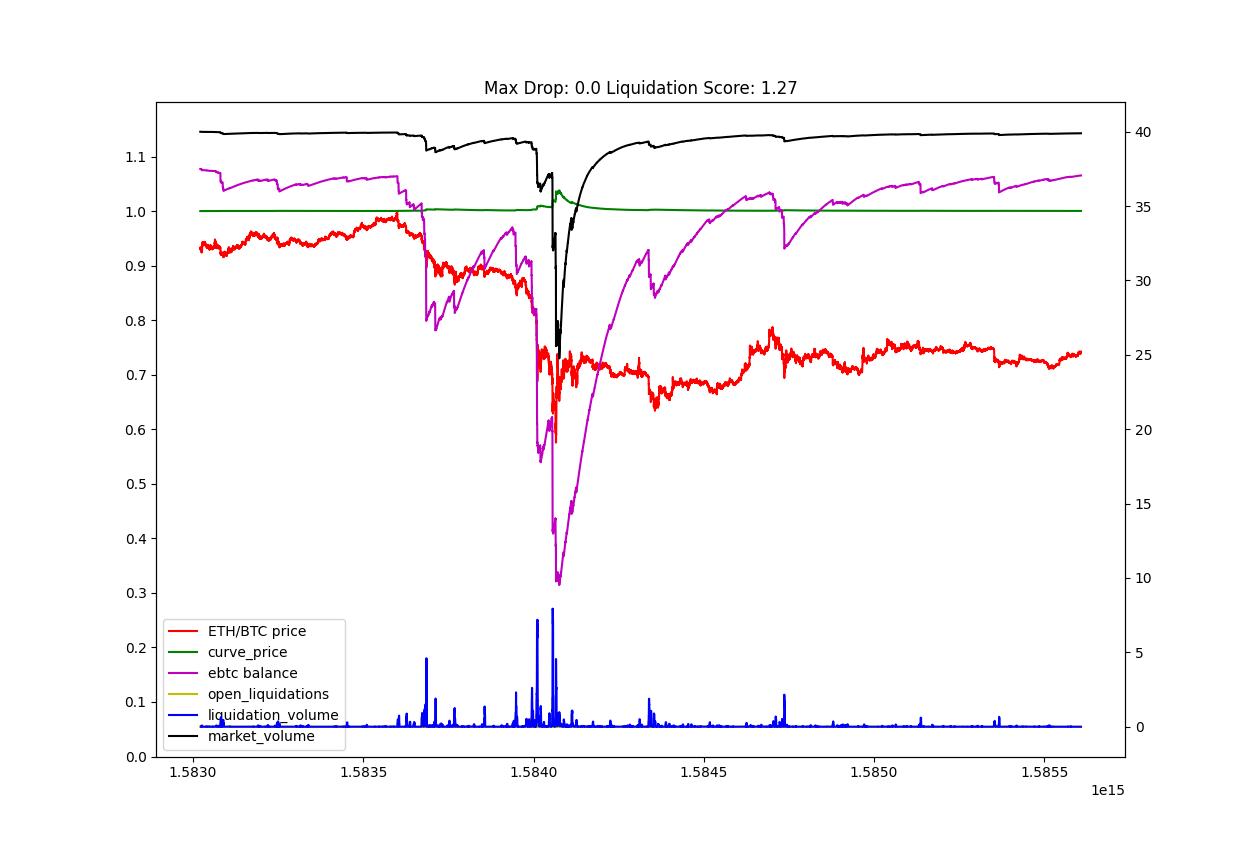 Max Drop: 0.0 Liquidation Score: 1.27
1.1
1.0
0.9
0.8
0.7
0.6
0.5
0.4
0.3
0.2
0.1
0.0
40
35
30
25
20
15
10
5
0
ETH/BTC price
curve_price
ebtc balance
open_liquidations
liquidation_volume
market_volume
1.5830 1.5835 1.5840 1.5845 1.5850 1.5855
1e15